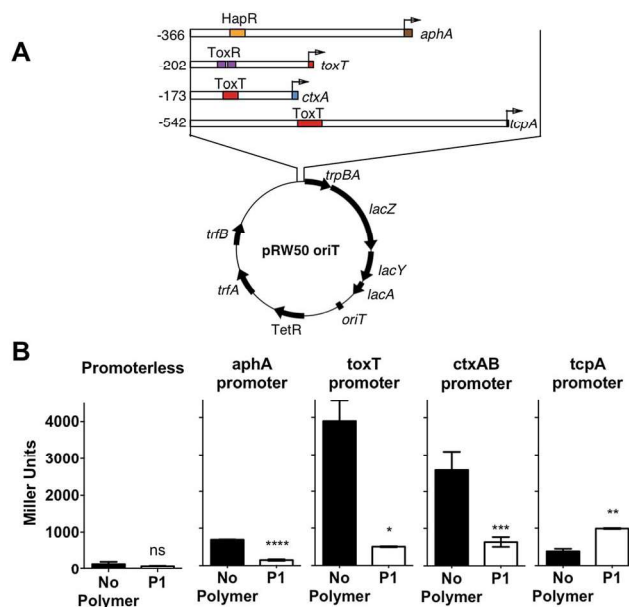 A
HapR
-366
aphA
ToxR
-202
toxT
ToxT
-173
ctxA
ToxT
-542
tcpA
trpBA
lacZ
trfB
pRW50 oriT
lacY
trfA
lacA
oriT
TetR
B
Promoterless
aphA promoter
toxT promoter
ctxAB promoter
tcpA promoter
Miller Units
4000
3000
2000
1000
0
ns
****
*
***
**
No Polymer P1
No Polymer P1
No Polymer P1
No Polymer P1
No Polymer P1